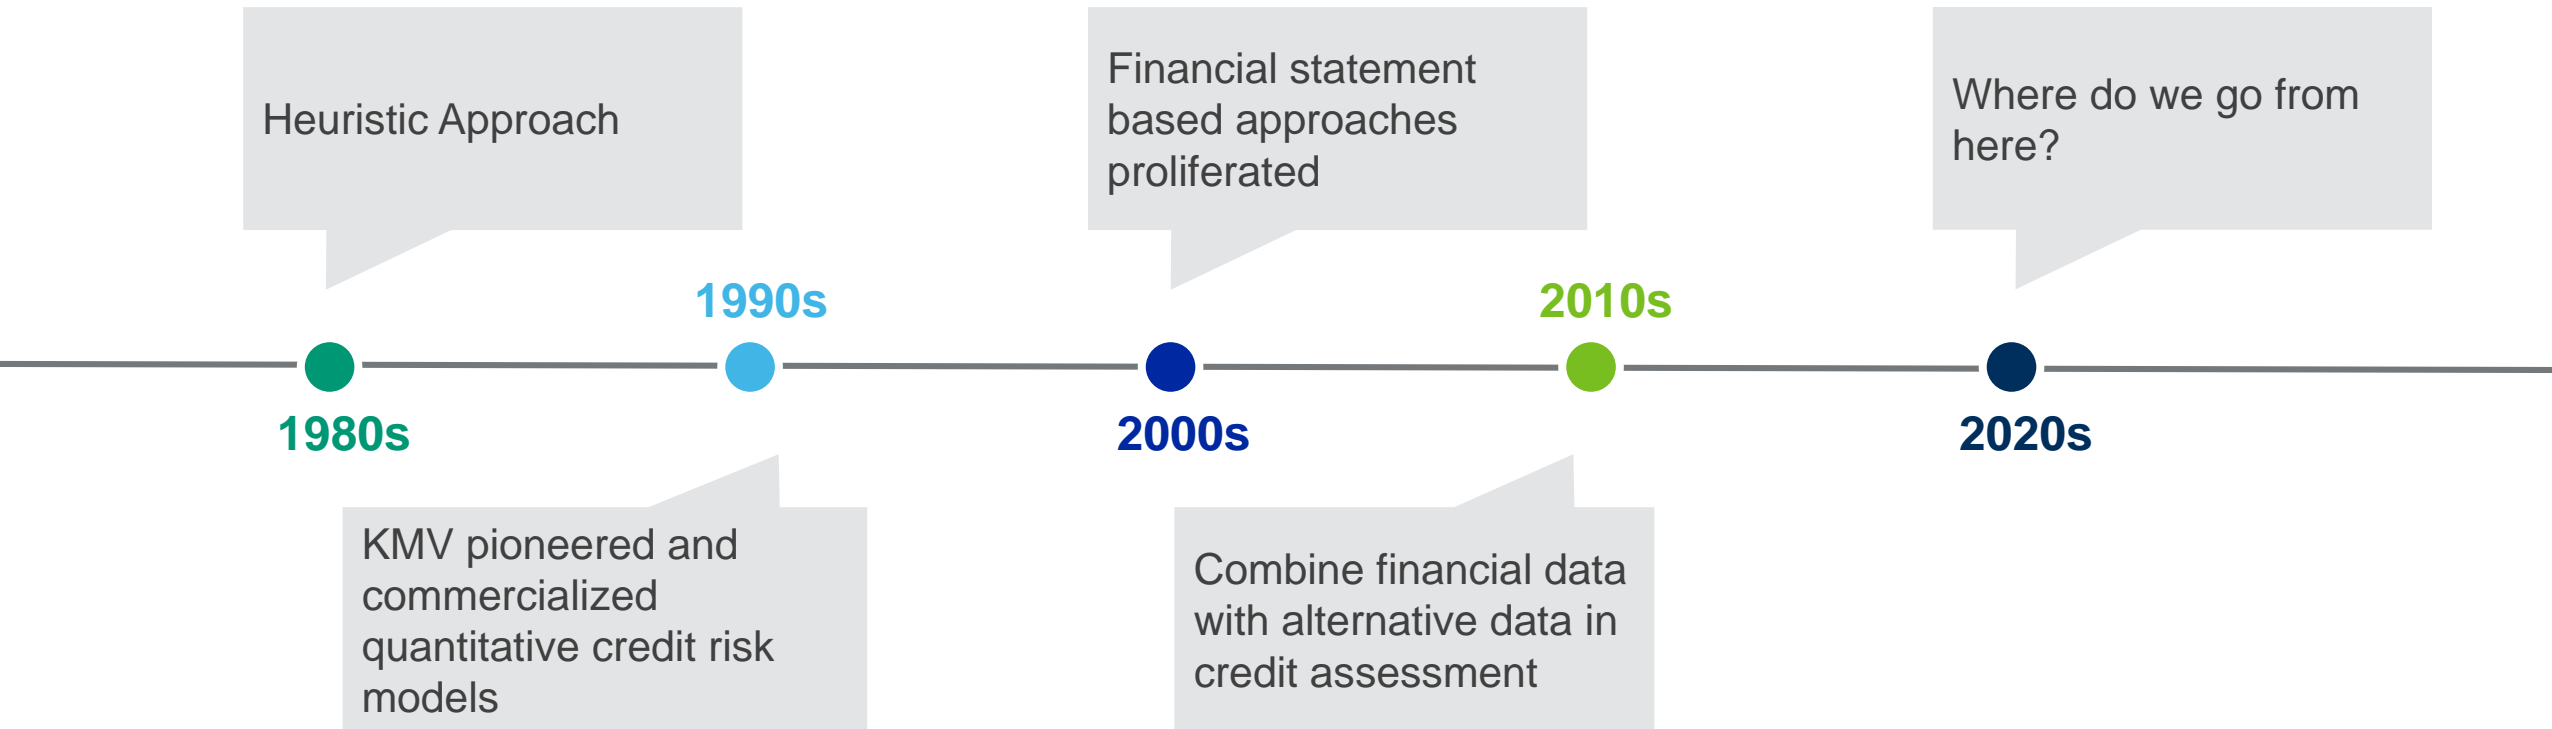 Heuristic Approach
Financial statement
based approaches
proliferated
Where do we go from
here?
1990s
2010s
1980s
2000s
2020s
KMV pioneered and
commercialized
quantitative credit risk
models
Combine financial data
with alternative data in
credit assessment